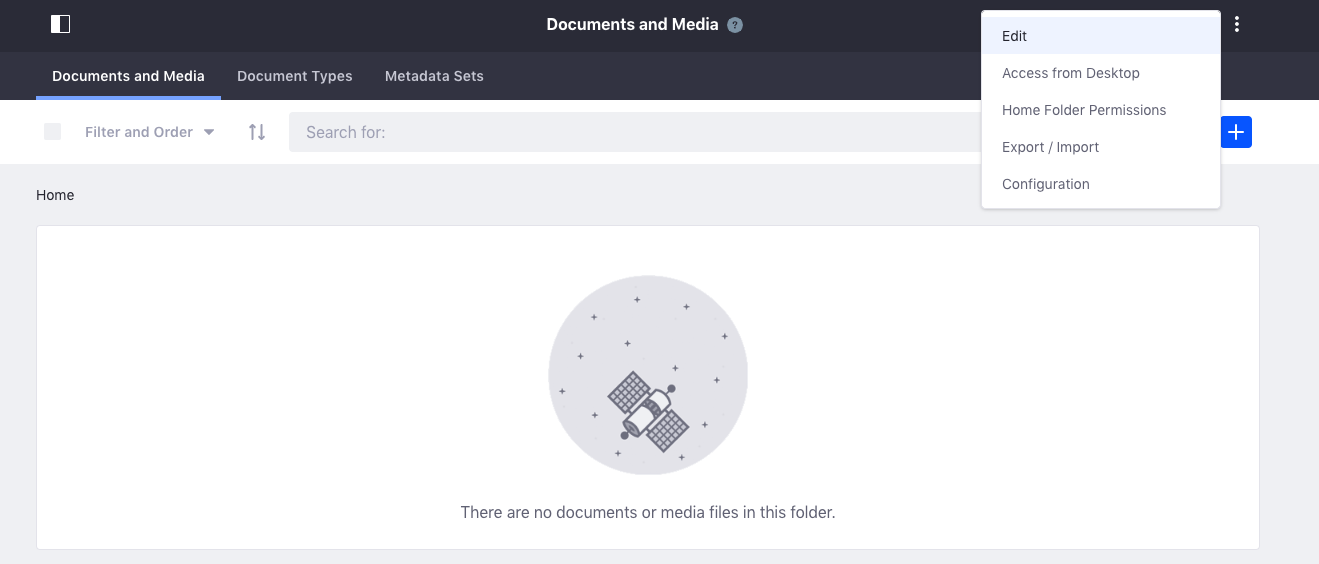 Documents and Media ?
Edit
Documents and Media Document Types Metadata Sets
Access from Desktop
Home Folder Permissions
Filter and Order Search for:
Export / Import
Configuration
Home
There are no documents or media files in this folder.